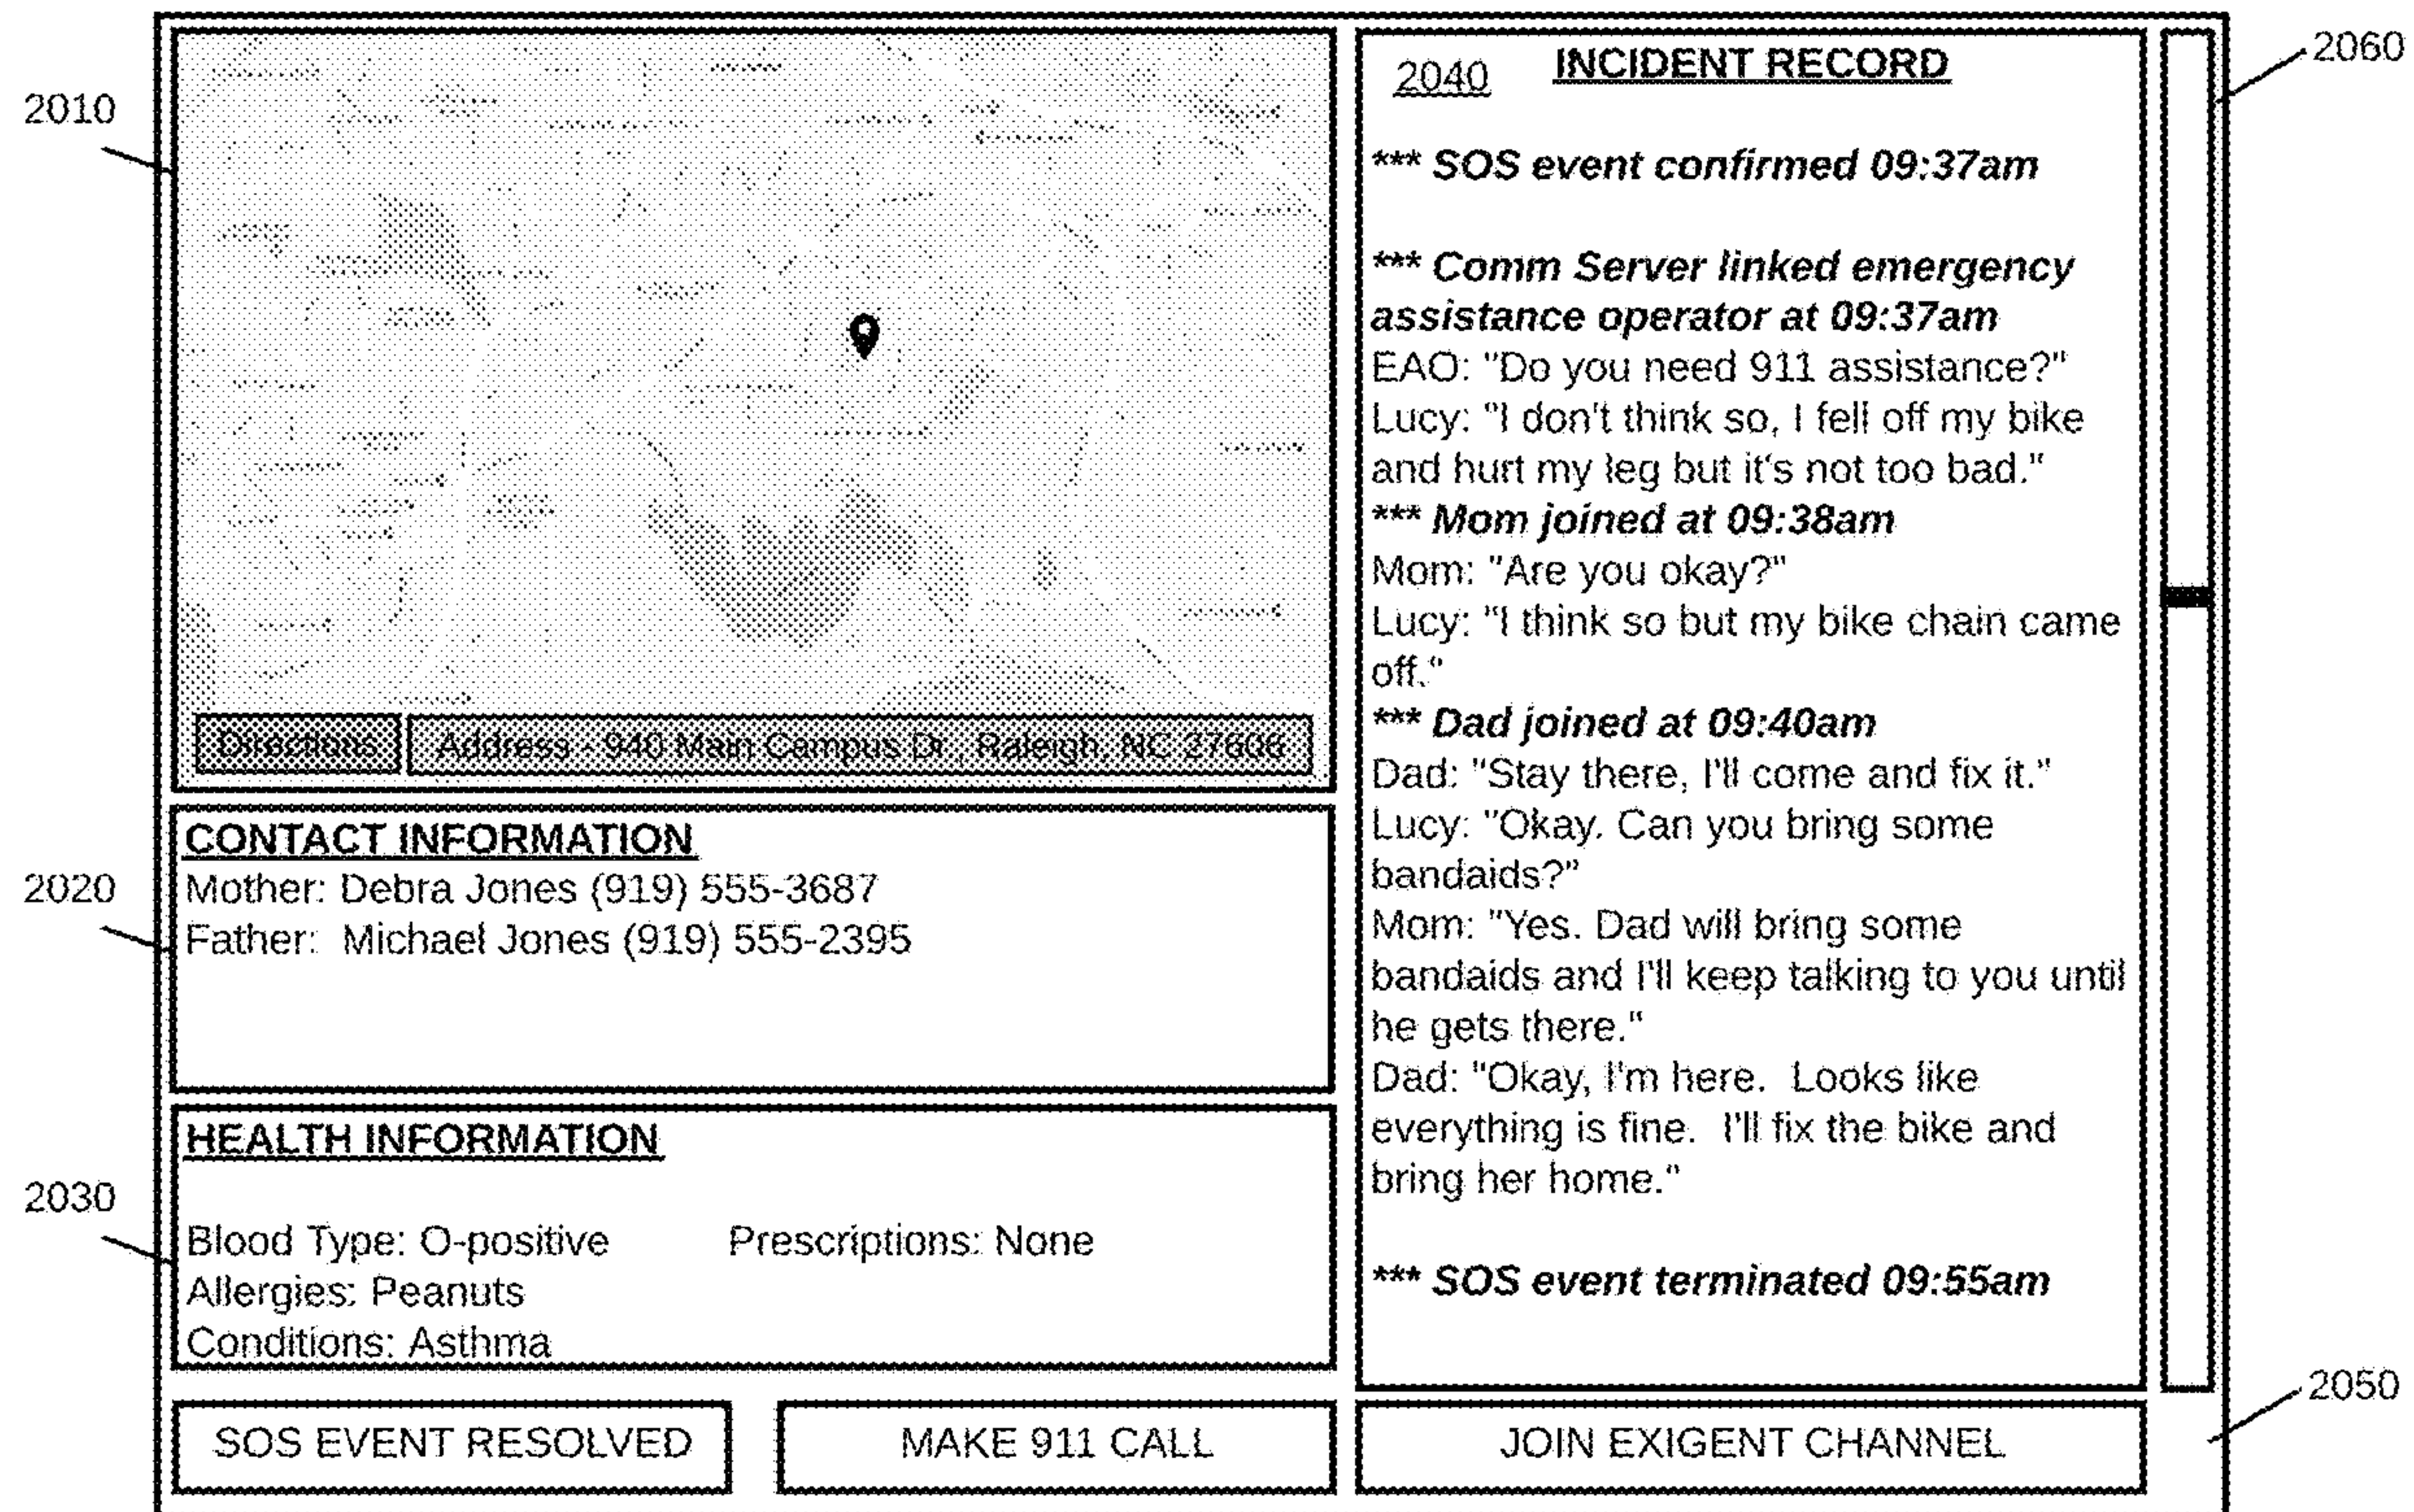 2010
Directions
Address - 940 Main Campus Dr, Raleigh, NC 27606
2020
CONTACT INFORMATION
Mother: Debra Jones (919) 555-3687
Father: Michael Jones (919) 555-2395
2030
HEALTH INFORMATION
Blood Type: O-positive Prescriptions: None
Allergies: Peanuts
Conditions: Asthma
SOS EVENT RESOLVED
MAKE 911 CALL
2040 INCIDENT RECORD
*** SOS event confirmed 09:37am
*** Comm Server linked emergency
assistance operator at 09:37am
EAO: "Do you need 911 assistance?"
Lucy: "I don't think so, I fell off my bike
and hurt my leg but it's not too bad."
*** Mom joined at 09:38am
Mom: "Are you okay?"
Lucy: "I think so but my bike chain came
off."
*** Dad joined at 09:40am
Dad: "Stay there, I'll come and fix it."
Lucy: "Okay. Can you bring some
bandaids?"
Mom: "Yes. Dad will bring some
bandaids and I'll keep talking to you until
he gets there."
Dad: "Okay, I'm here. Looks like
everything is fine. I'll fix the bike and
bring her home."
*** SOS event terminated 09:55am
JOIN EXIGENT CHANNEL
2060
2050